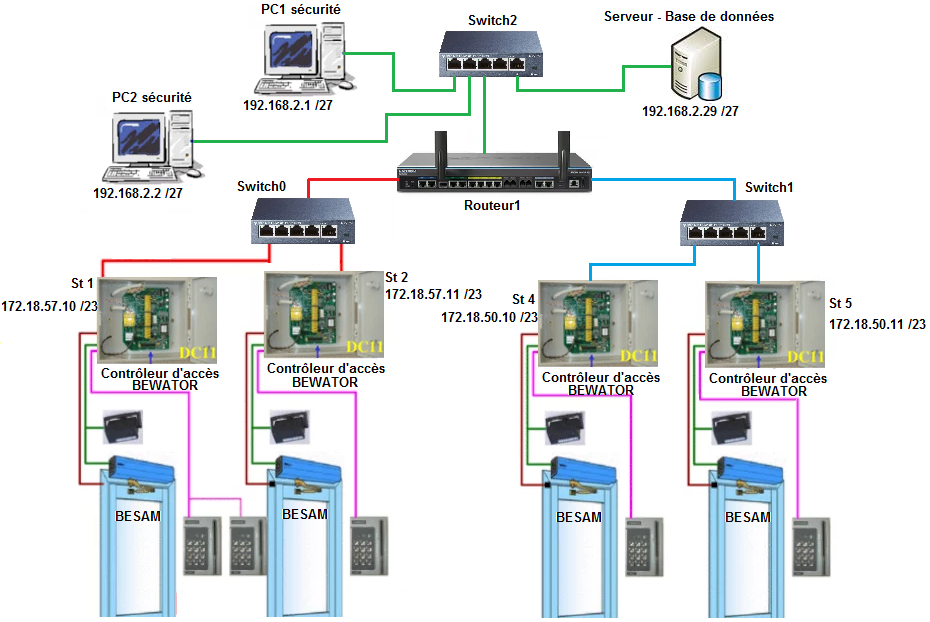 PC1 sécurité
Switch2
Serveur - Base de données
192.168.2.1 /27
192.168.2.29 /27
PC2 sécurité
192.168.2.2 /27
Switch0
Routeur1
Switch1
St 1
172.18.57.10 /23
St 2
172.18.57.11 /23
St 4
172.18.50.10 /23
St 5
172.18.50.11 /23
DC11
DC11
DC11
DC11
Contrôleur d'accès
BEWATOR
Contrôleur d'accès
BEWATOR
Contrôleur d'accès
BEWATOR
Contrôleur d'accès
BEWATOR
BESAM
BESAM
BESAM
BESAM